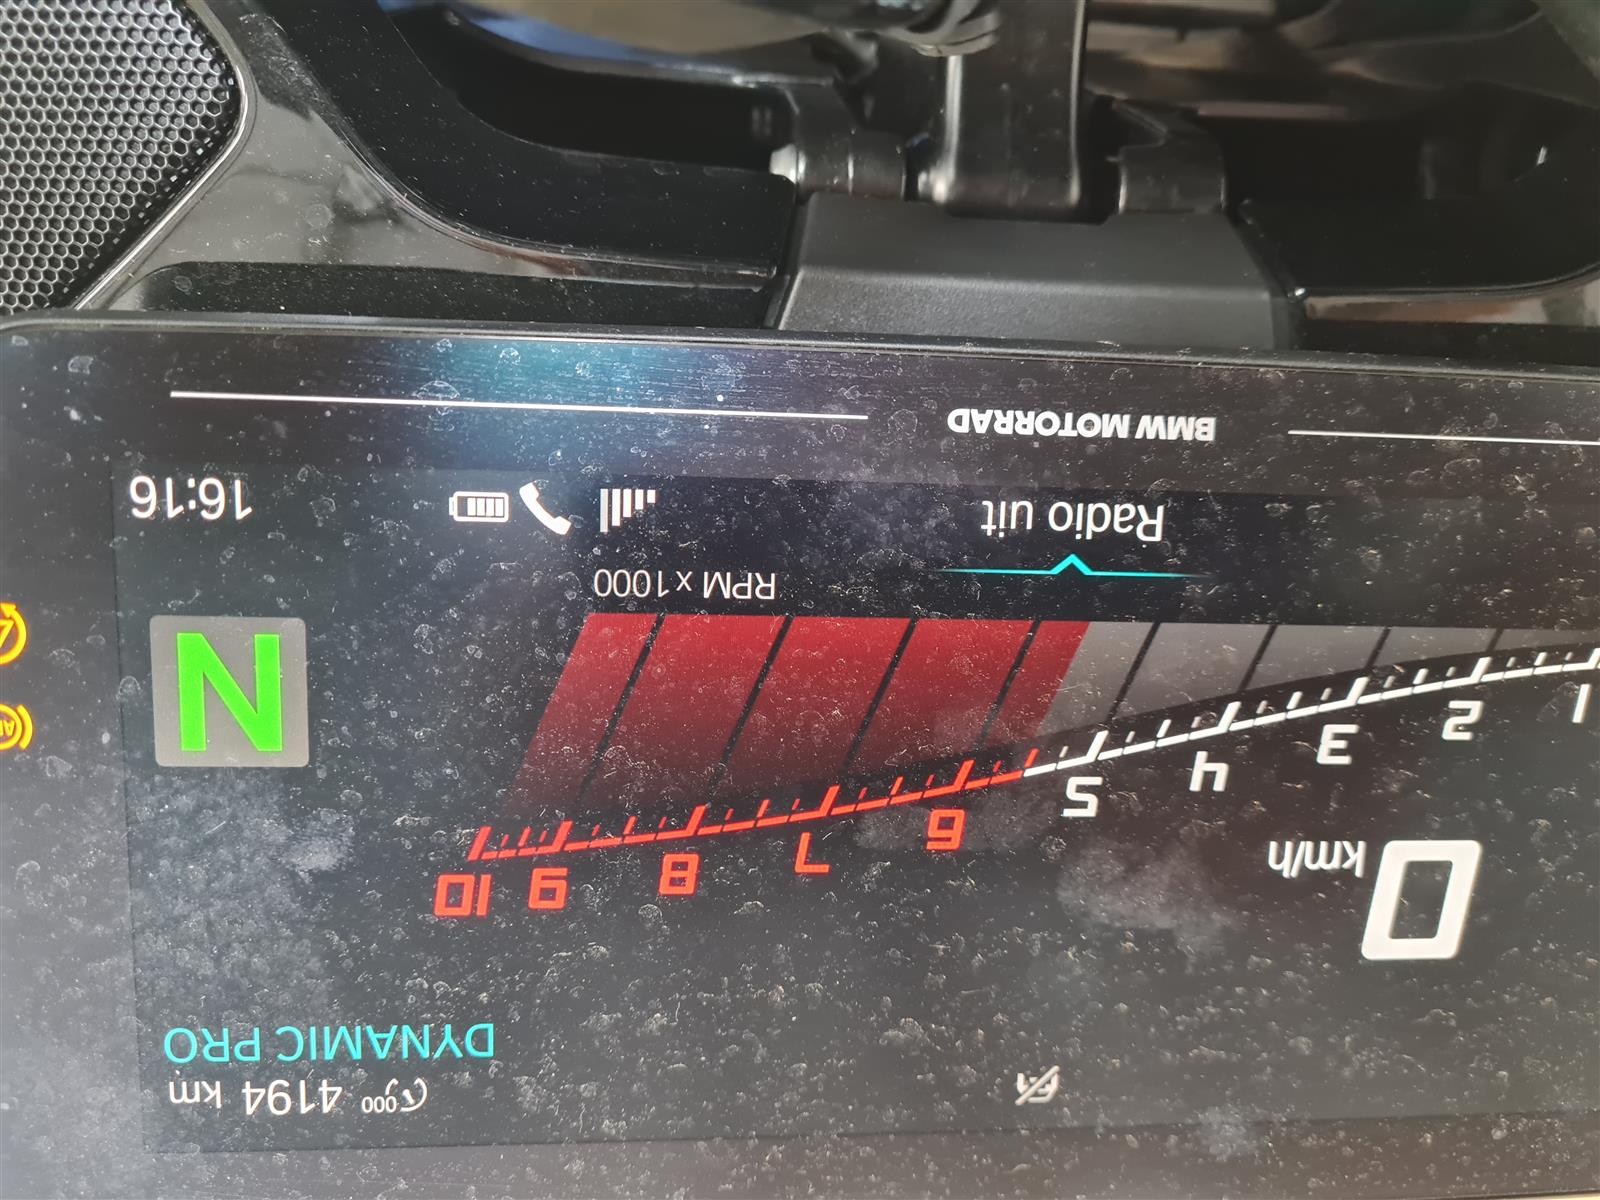 4194 km
DYNAMIC PRO
0 km/h
1 2 3 4 5 6 7 8 9 10
N
RPM x 1000
Radio uit
16:16
BMW MOTORRAD